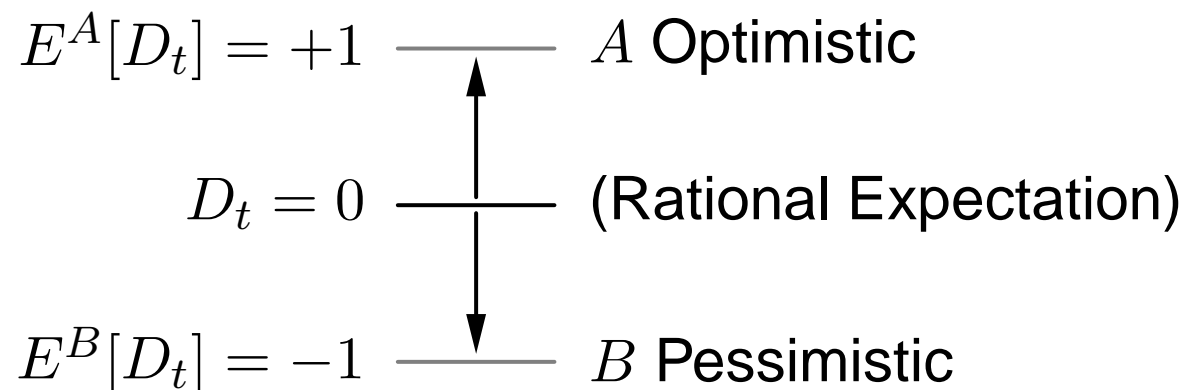 E^A[D_t] = +1 A Optimistic
D_t = 0 (Rational Expectation)
E^B[D_t] = −1 B Pessimistic